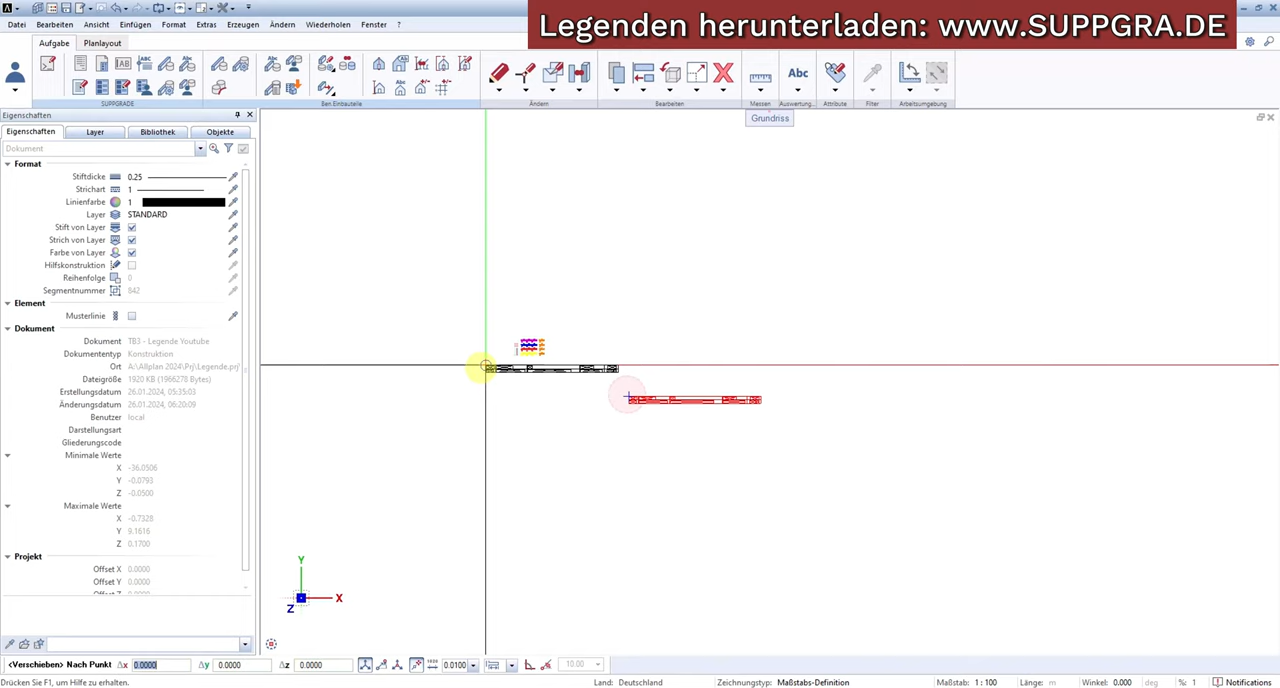 Legenden herunterladen: www.SUPPGRA.DE
Datei Bearbeiten Ansichten Einfügen Format Extras Erzeugen Ändern Wiederholen Fenster ?
Aufgabe Planlayout
Abc
SUPPGRADE Ben.Einbauteile Ändern Bearbeiten Messen Auswertung... Attribute Filter Arbeitsumgebung
Grundriss
Eigenschaften
Eigenschaften Layer Bibliothek Objekte
Dokument
Format
Stiftdicke 0.25
Strichart 1
Linienfarbe 1
Layer STANDARD
Stift von Layer
Strich von Layer
Farbe von Layer
Hilfskonstruktion
Reihenfolge 0
Segmentnummer 842
Element
Musterlinie
Dokument
Dokument TB3 - Legende Youtube
Dokumenttyp Konstruktion
Ort A:\Allplan 2024\Prj\Legende.prj\
Dateigröße 1920 KB (1966278 Bytes)
Erstellungsdatum 26.01.2024, 05:35:03
Änderungsdatum 26.01.2024, 06:20:09
Benutzer local
Darstellungsart
Gliederungscode
Minimale Werte
X -36.0506
Y -0.0793
Z -0.0500
Maximale Werte
X -0.7328
Y 9.1616
Z 0.1700
Projekt
Offset X 0.0000
Offset Y 0.0000
Offset Z 0.0000
Y
X
Z
<Verschieben> Nach Punkt Δx 0.0000 Δy 0.0000 Δz 0.0000 0.0100 10.00
Drücken Sie F1, um Hilfe zu erhalten. Land: Deutschland Zeichnungstyp: Maßstabs-Definition Maßstab: 1 : 100 Länge: m Winkel: 0.000 deg %: 1 Notifications